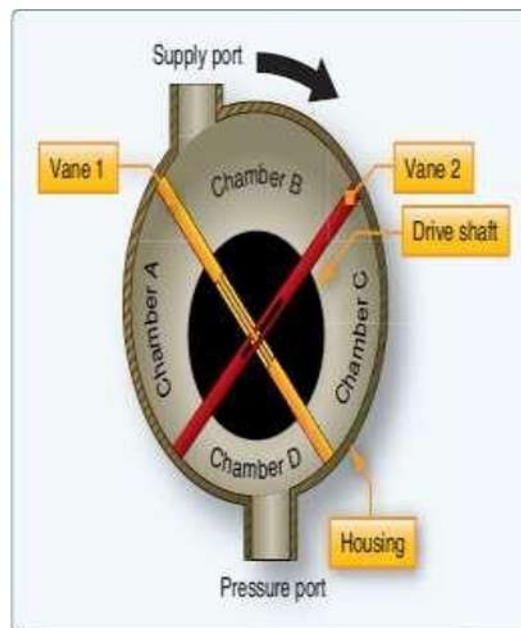 Supply port
Vane 1
Chamber B
Vane 2
Drive shaft
Chamber A
Chamber C
Chamber D
Housing
Pressure port